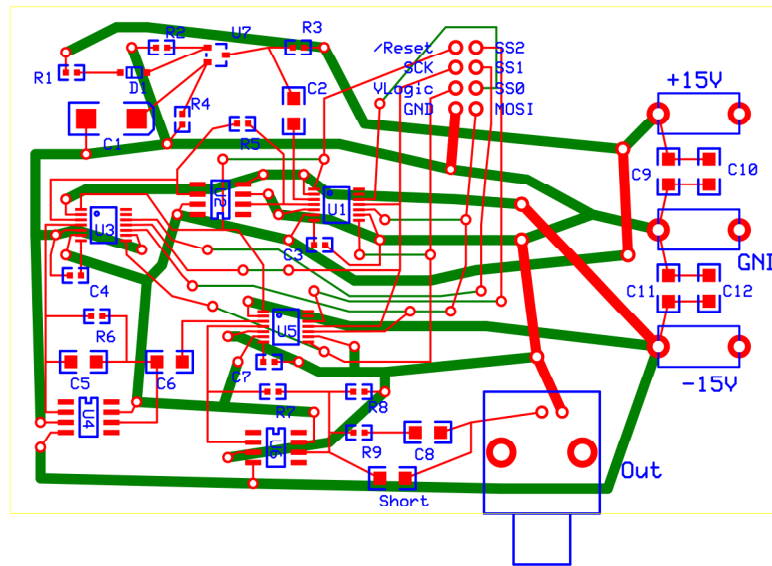 R2
U7
R3
/Reset
SS2
R1
D1
SCK
SS1
VLogic
SS0
C2
+15V
GND
MOSI
R4
C1
R5
C9
C10
U2
U1
U3
C3
GND
C4
C11
C12
R6
U5
C5
C6
C7
-15V
R7
R8
U4
R9
C8
Out
Short